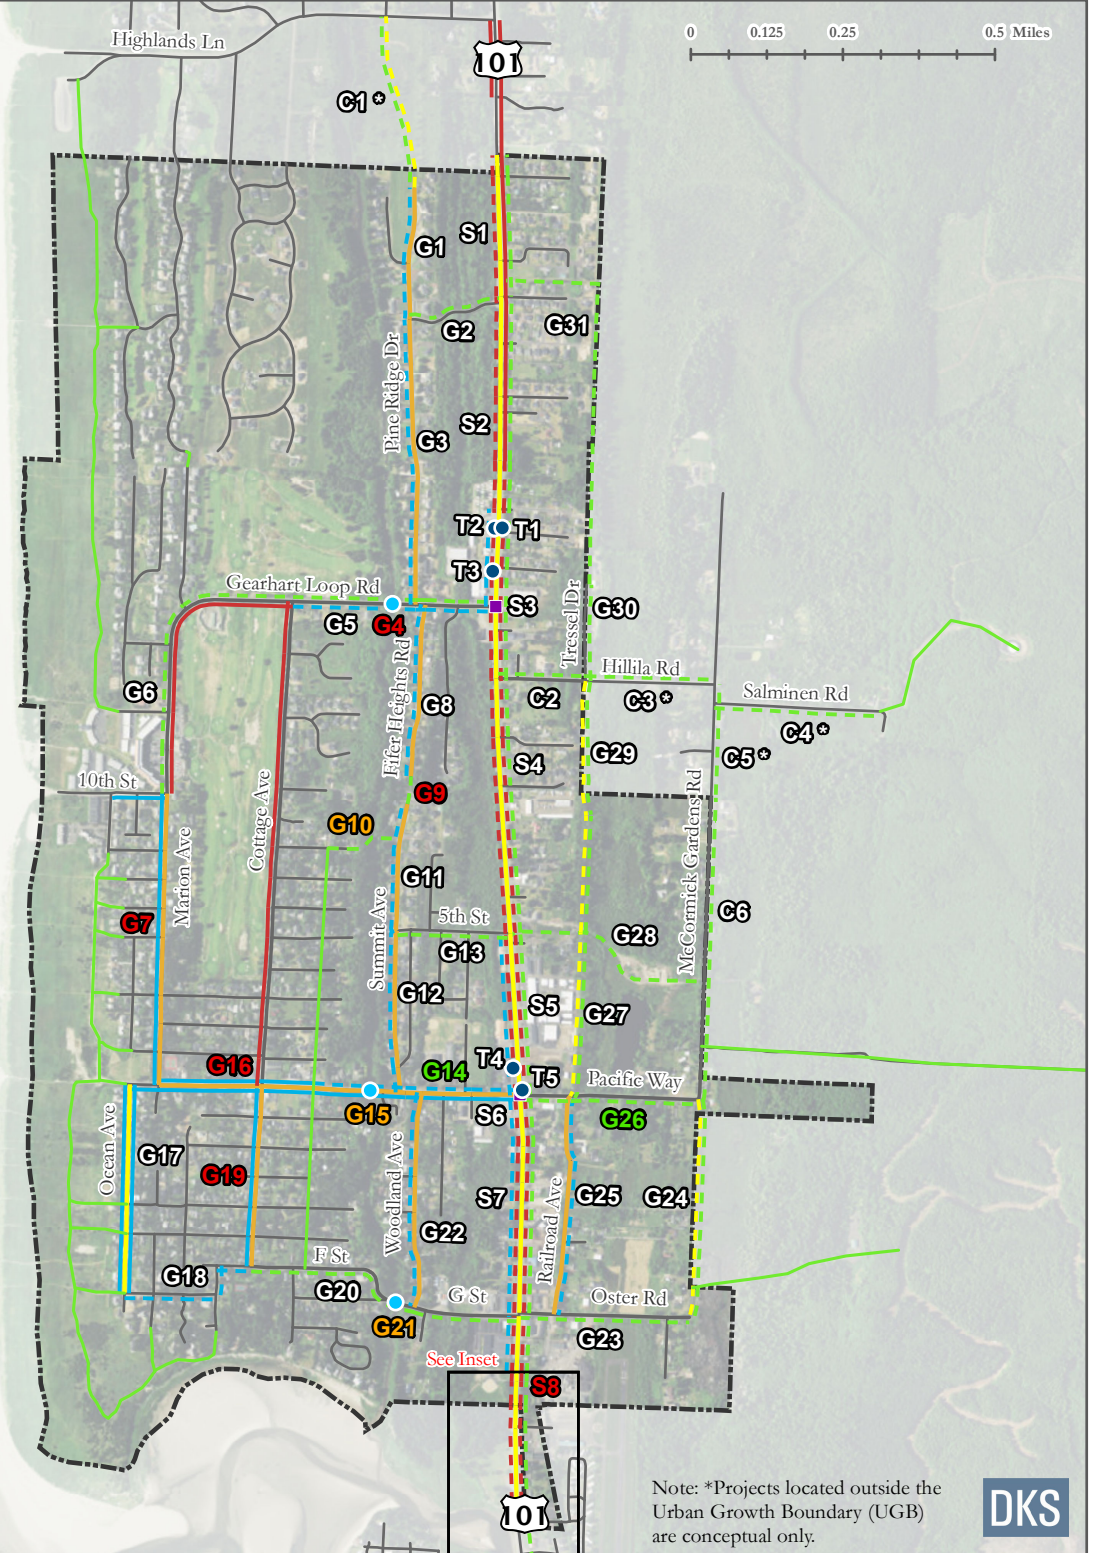 0 0.125 0.25 0.5 Miles
Highlands Ln
101
C1 *
S1
G1
G2
G31
Pine Ridge Dr
S2
G3
T2
T1
T3
Gearhart Loop Rd
S3
G30
G5
G4
Tressel Dr
Fifer Heights Rd
Hillila Rd
G6
C2
C3 *
Salminen Rd
G8
C4 *
S4
G29
C5 *
10th St
G9
McCormick Gardens Rd
Cottage Ave
Marion Ave
G10
G11
Summit Ave
5th St
C6
G7
G28
G13
G12
S5
G27
T4
G16
G14
T5
Pacific Way
G15
S6
G26
Ocean Ave
G17
Woodland Ave
G19
S7
Railroad Ave
G25
G24
G22
F St
G18
G20
G St
Oster Rd
G21
G23
See Inset
S8
101
Note: *Projects located outside the
Urban Growth Boundary (UGB)
are conceptual only.
DKS